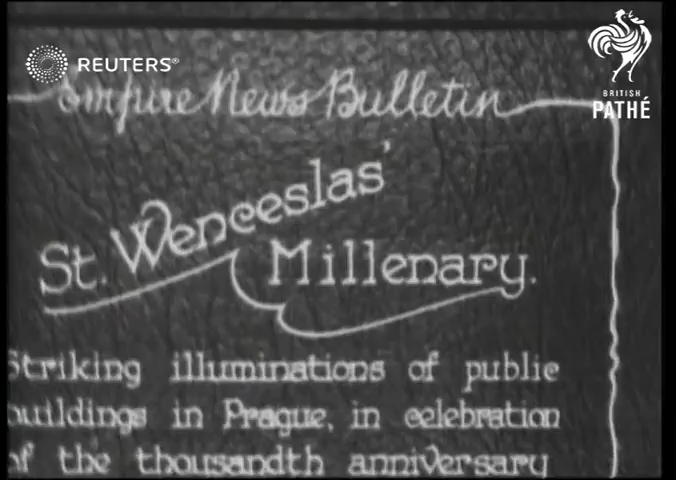 REUTERS®
BRITISH
PATHÉ
Empire News Bulletin
St. Wenceslas'
Millenary.
Striking illuminations of public
buildings in Prague, in celebration
of the thousandth anniversary